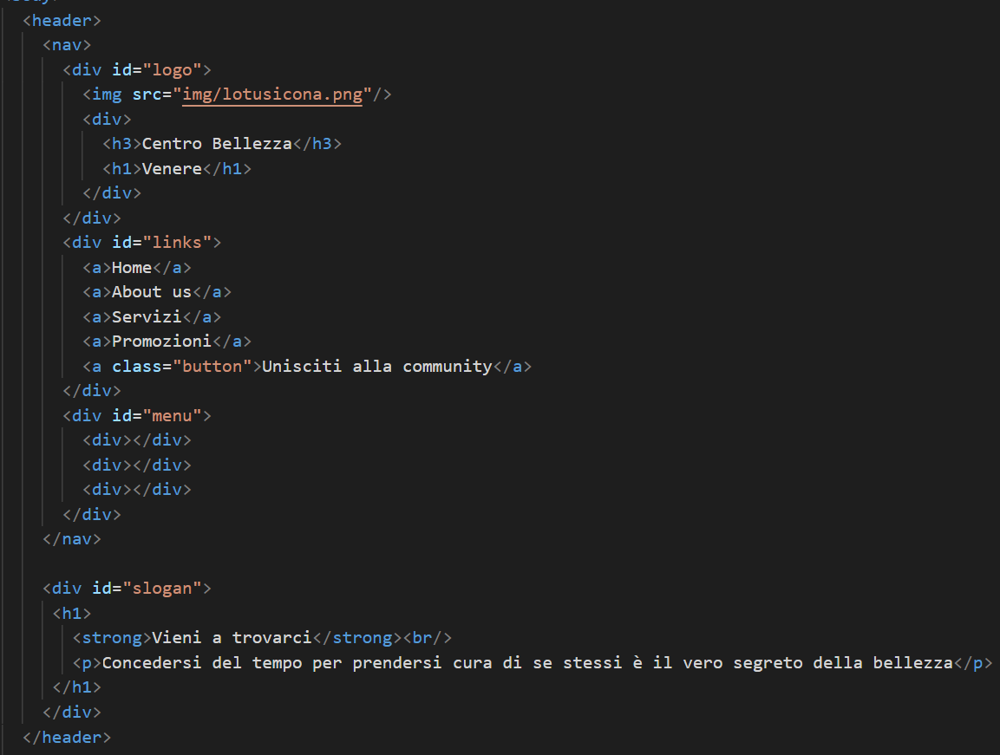 <header>
<nav>
<div id="logo">
<img src="img/lotusicona.png"/>
<div>
<h3>Centro Bellezza</h3>
<h1>Venere</h1>
</div>
</div>
<div id="links">
<a>Home</a>
<a>About us</a>
<a>Servizi</a>
<a>Promozioni</a>
<a class="button">Unisciti alla community</a>
</div>
<div id="menu">
<div></div>
<div></div>
<div></div>
</div>
</nav>
<div id="slogan">
<h1>
<strong>Vieni a trovarci</strong><br/>
<p>Concedersi del tempo per prendersi cura di se stessi è il vero segreto della bellezza</p>
</h1>
</div>
</header>